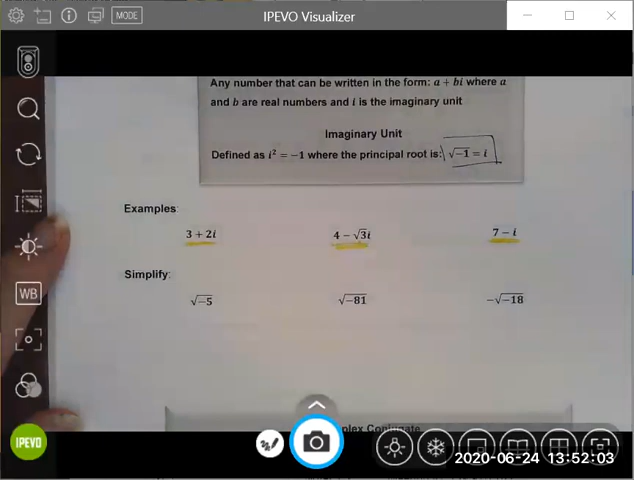 IPEVO Visualizer
MODE
Any number that can be written in the form: a + bi where a
and b are real numbers and i is the imaginary unit
Imaginary Unit
Defined as i² = −1 where the principal root is: √−1 = i
Examples:
3 + 2i 4 − √3i 7 − i
Simplify:
√−5 √−81 −√−18
WB
Conjugate
IPEVO
2020-06-24 13:52:03